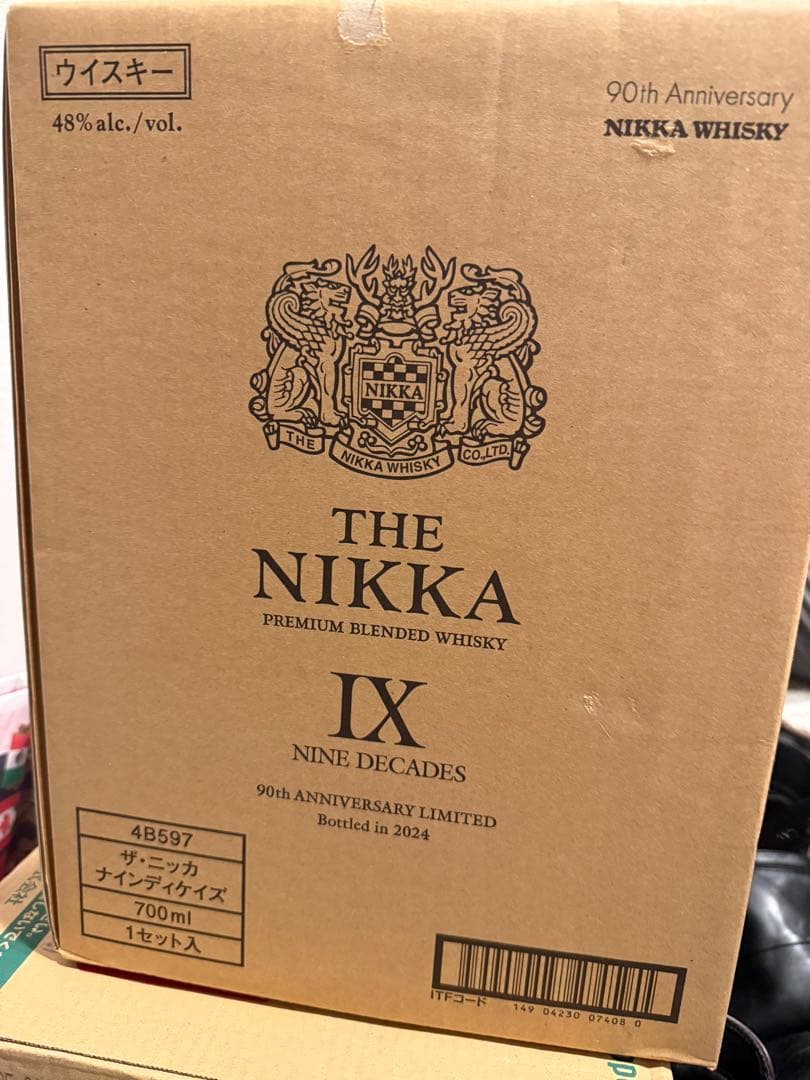 ウイスキー
48% alc./vol.
90th Anniversary
NIKKA WHISKY
NIKKA
THE NIKKA WHISKY CO.,LTD.
THE
NIKKA
PREMIUM BLENDED WHISKY
IX
NINE DECADES
90th ANNIVERSARY LIMITED
Bottled in 2024
4B597
ザ・ニッカ
ナインディケイズ
700ml
1セット入
ITFコード
149 04230 07408 0